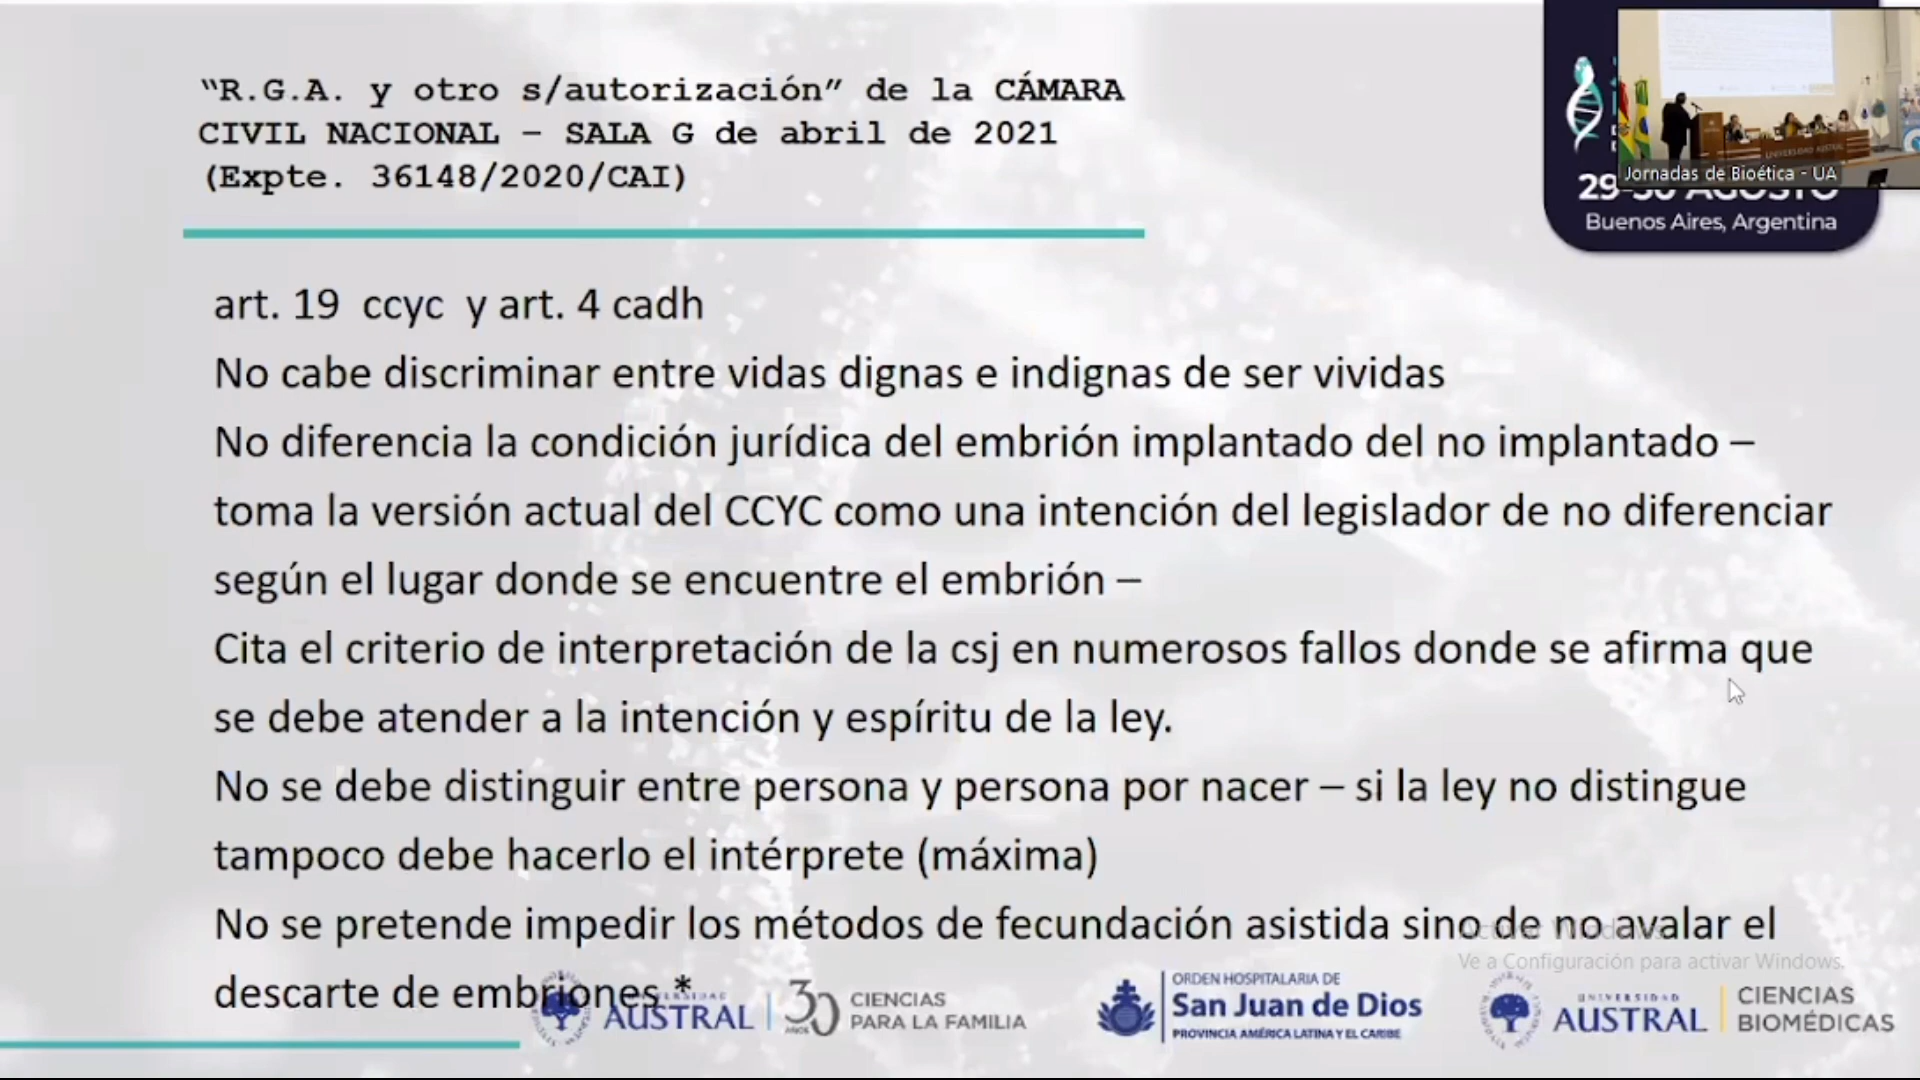 “R.G.A. y otro s/autorización” de la CÁMARA
CIVIL NACIONAL – SALA G de abril de 2021
(Expte. 36148/2020/CAI)
Jornadas de Bioética - UA
Buenos Aires, Argentina
art. 19 ccyc y art. 4 cadh
No cabe discriminar entre vidas dignas e indignas de ser vividas
No diferencia la condición jurídica del embrión implantado del no implantado –
toma la versión actual del CCYC como una intención del legislador de no diferenciar
según el lugar donde se encuentre el embrión –
Cita el criterio de interpretación de la csj en numerosos fallos donde se afirma que
se debe atender a la intención y espíritu de la ley.
No se debe distinguir entre persona y persona por nacer – si la ley no distingue
tampoco debe hacerlo el intérprete (máxima)
No se pretende impedir los métodos de fecundación asistida sino de no avalar el
descarte de embriones.*
Activar Windows
Ve a Configuración para activar Windows.
UNIVERSIDAD
AUSTRAL
30
AÑOS
CIENCIAS
PARA LA FAMILIA
ORDEN HOSPITALARIA DE
San Juan de Dios
PROVINCIA AMÉRICA LATINA Y EL CARIBE
UNIVERSIDAD
AUSTRAL
CIENCIAS
BIOMÉDICAS